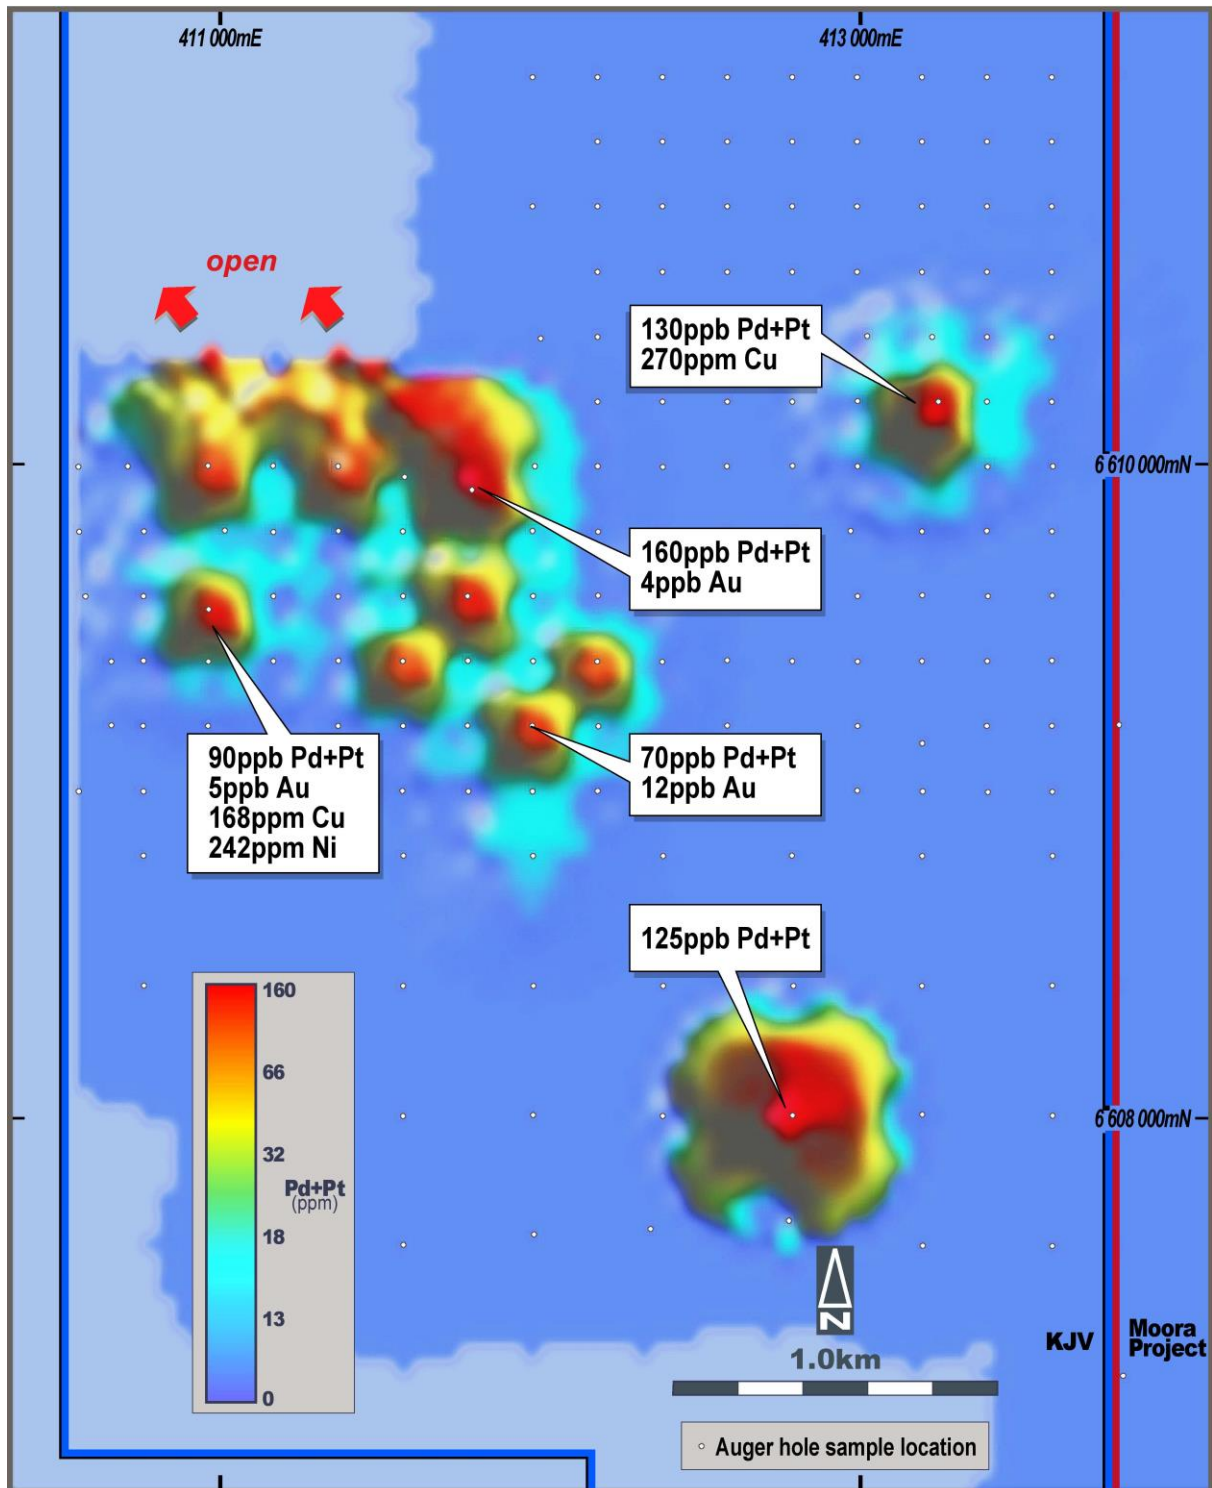 411 000mE
413 000mE
open
130ppb Pd+Pt
270ppm Cu
6 610 000mN
160ppb Pd+Pt
4ppb Au
90ppb Pd+Pt
5ppb Au
168ppm Cu
242ppm Ni
70ppb Pd+Pt
12ppb Au
125ppb Pd+Pt
160
66
32
Pd+Pt
(ppm)
18
13
0
6 608 000mN
N
1.0km
KJV
Moora
Project
Auger hole sample location